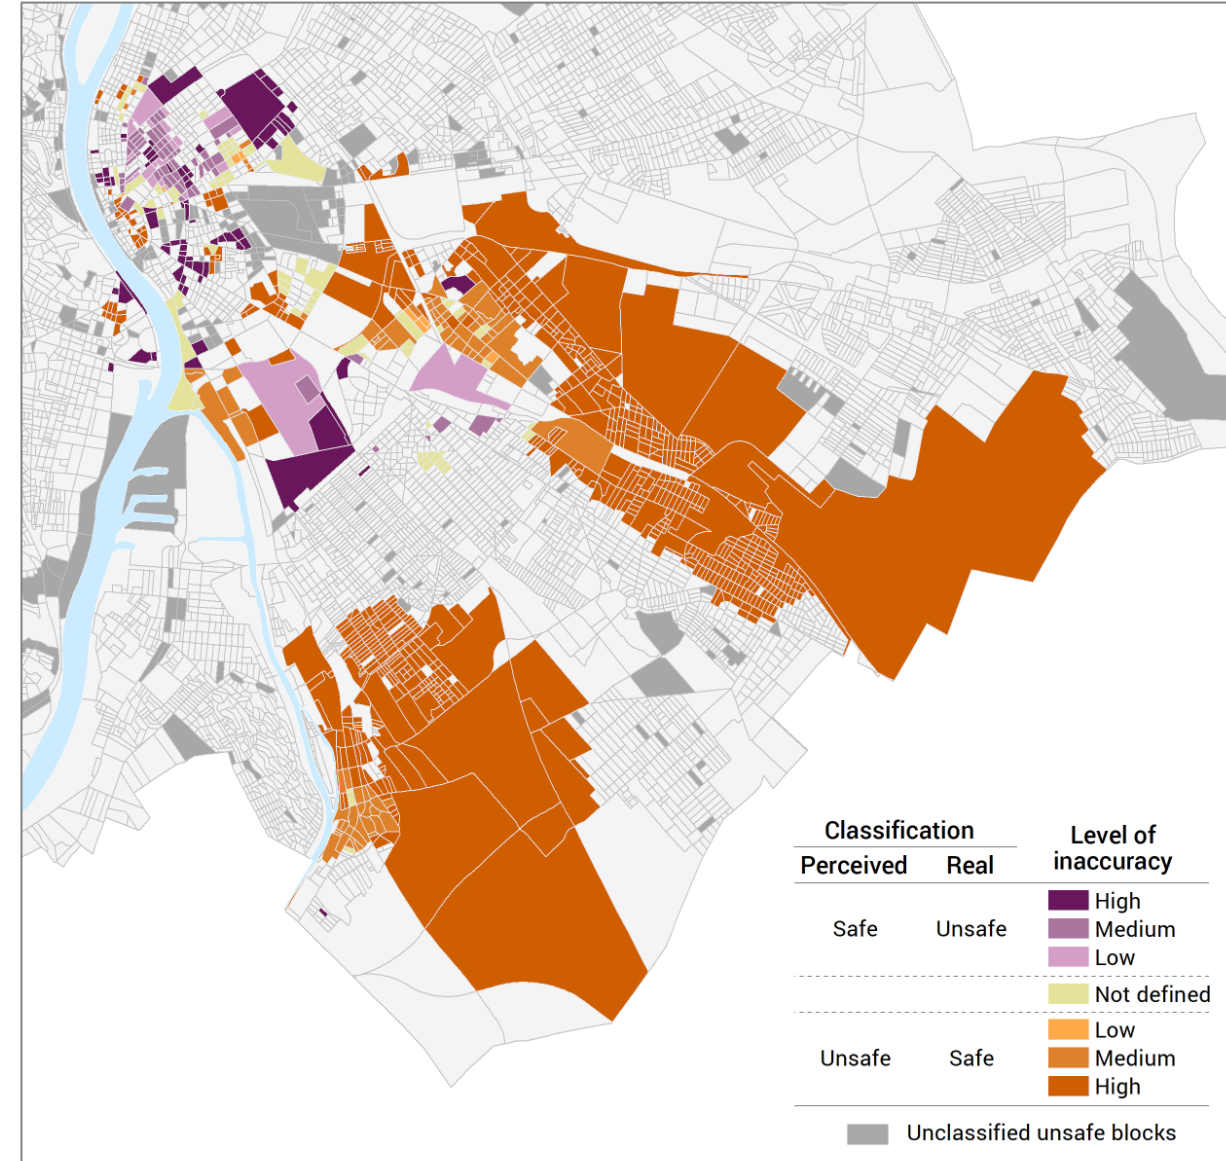 Classification
Level of
inaccuracy
Perceived Real
Safe Unsafe
High
Medium
Low
Not defined
Unsafe Safe
Low
Medium
High
Unclassified unsafe blocks